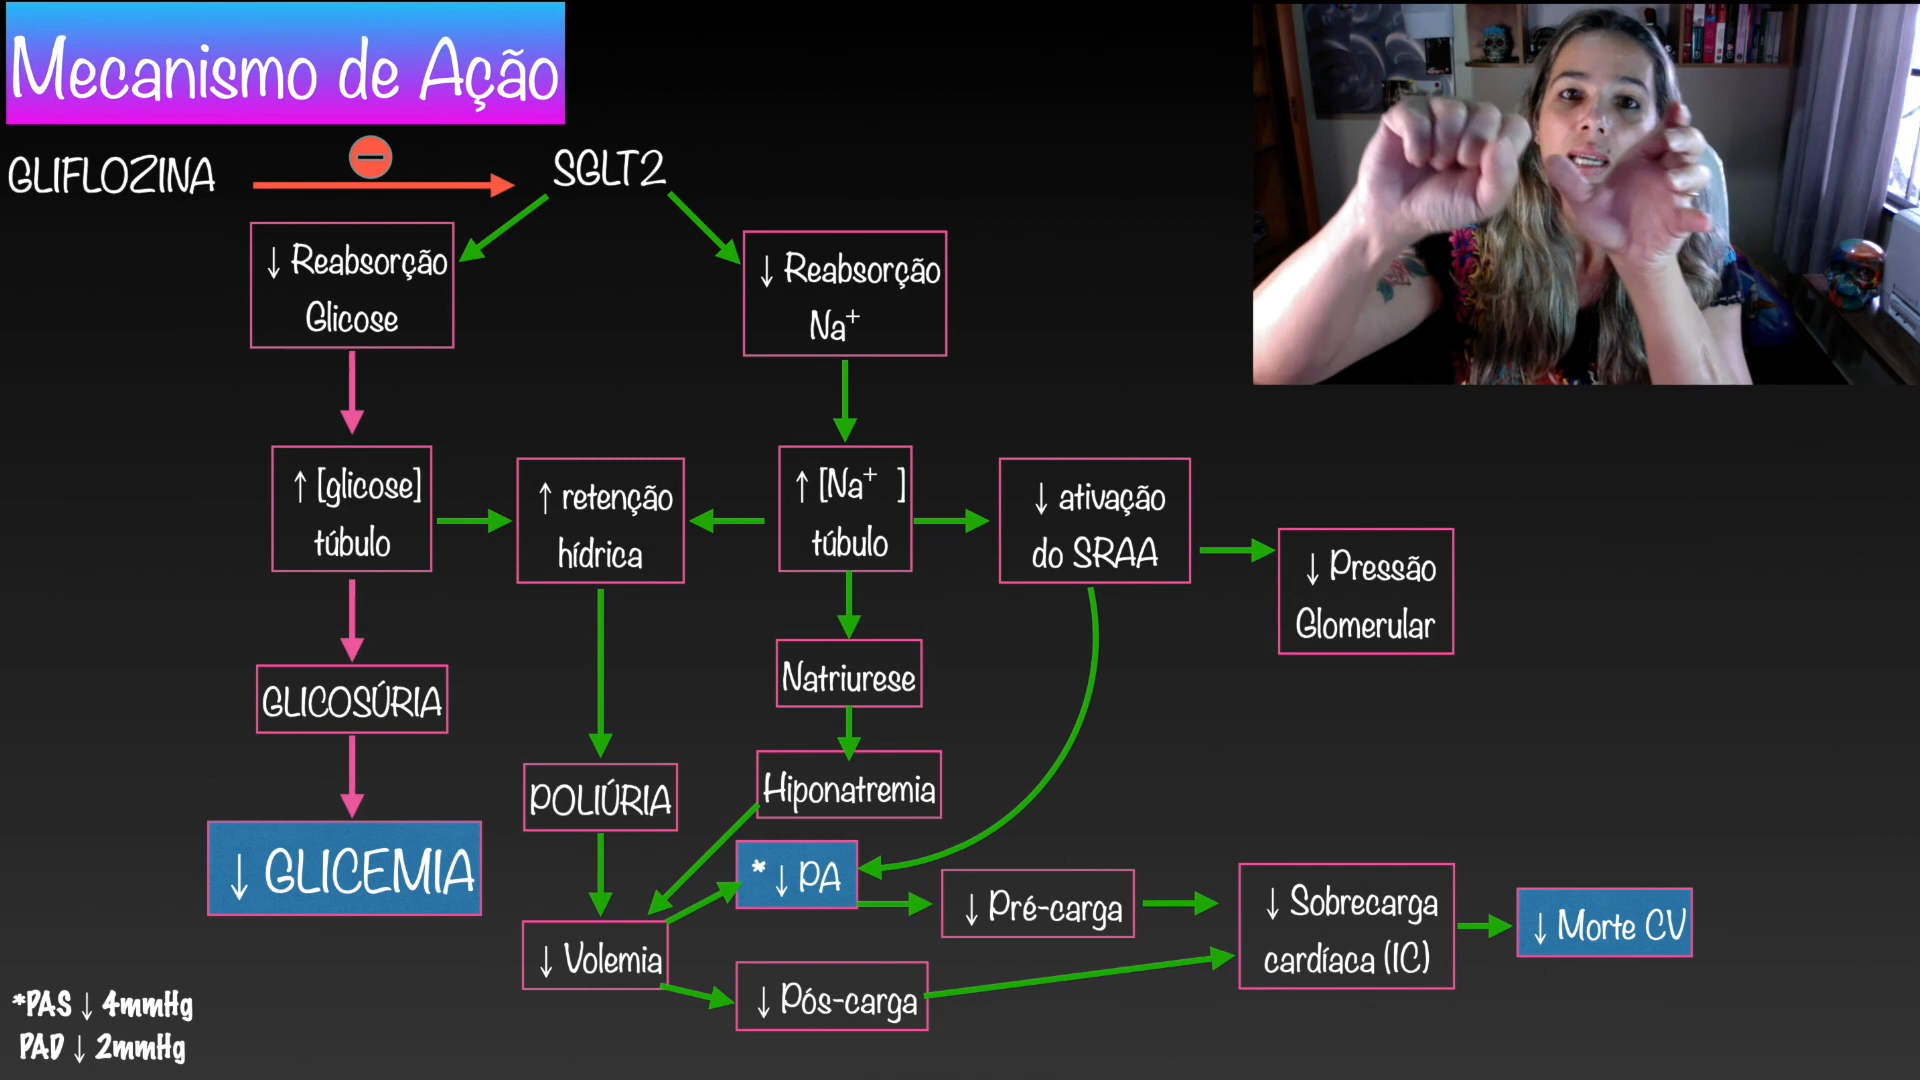 Mecanismo de Ação
GLIFLOZINA
SGLT2
↓ Reabsorção
Glicose
↓ Reabsorção
Na⁺
↑ [glicose]
túbulo
↑ retenção
hídrica
↑ [Na⁺ ]
túbulo
↓ ativação
do SRAA
↓ Pressão
Glomerular
GLICOSÚRIA
Natriurese
POLIÚRIA
Hiponatremia
↓ GLICEMIA
* ↓ PA
↓ Pré-carga
↓ Sobrecarga
cardíaca (IC)
↓ Morte CV
↓ Volemia
↓ Pós-carga
*PAS ↓ 4mmHg
PAD ↓ 2mmHg